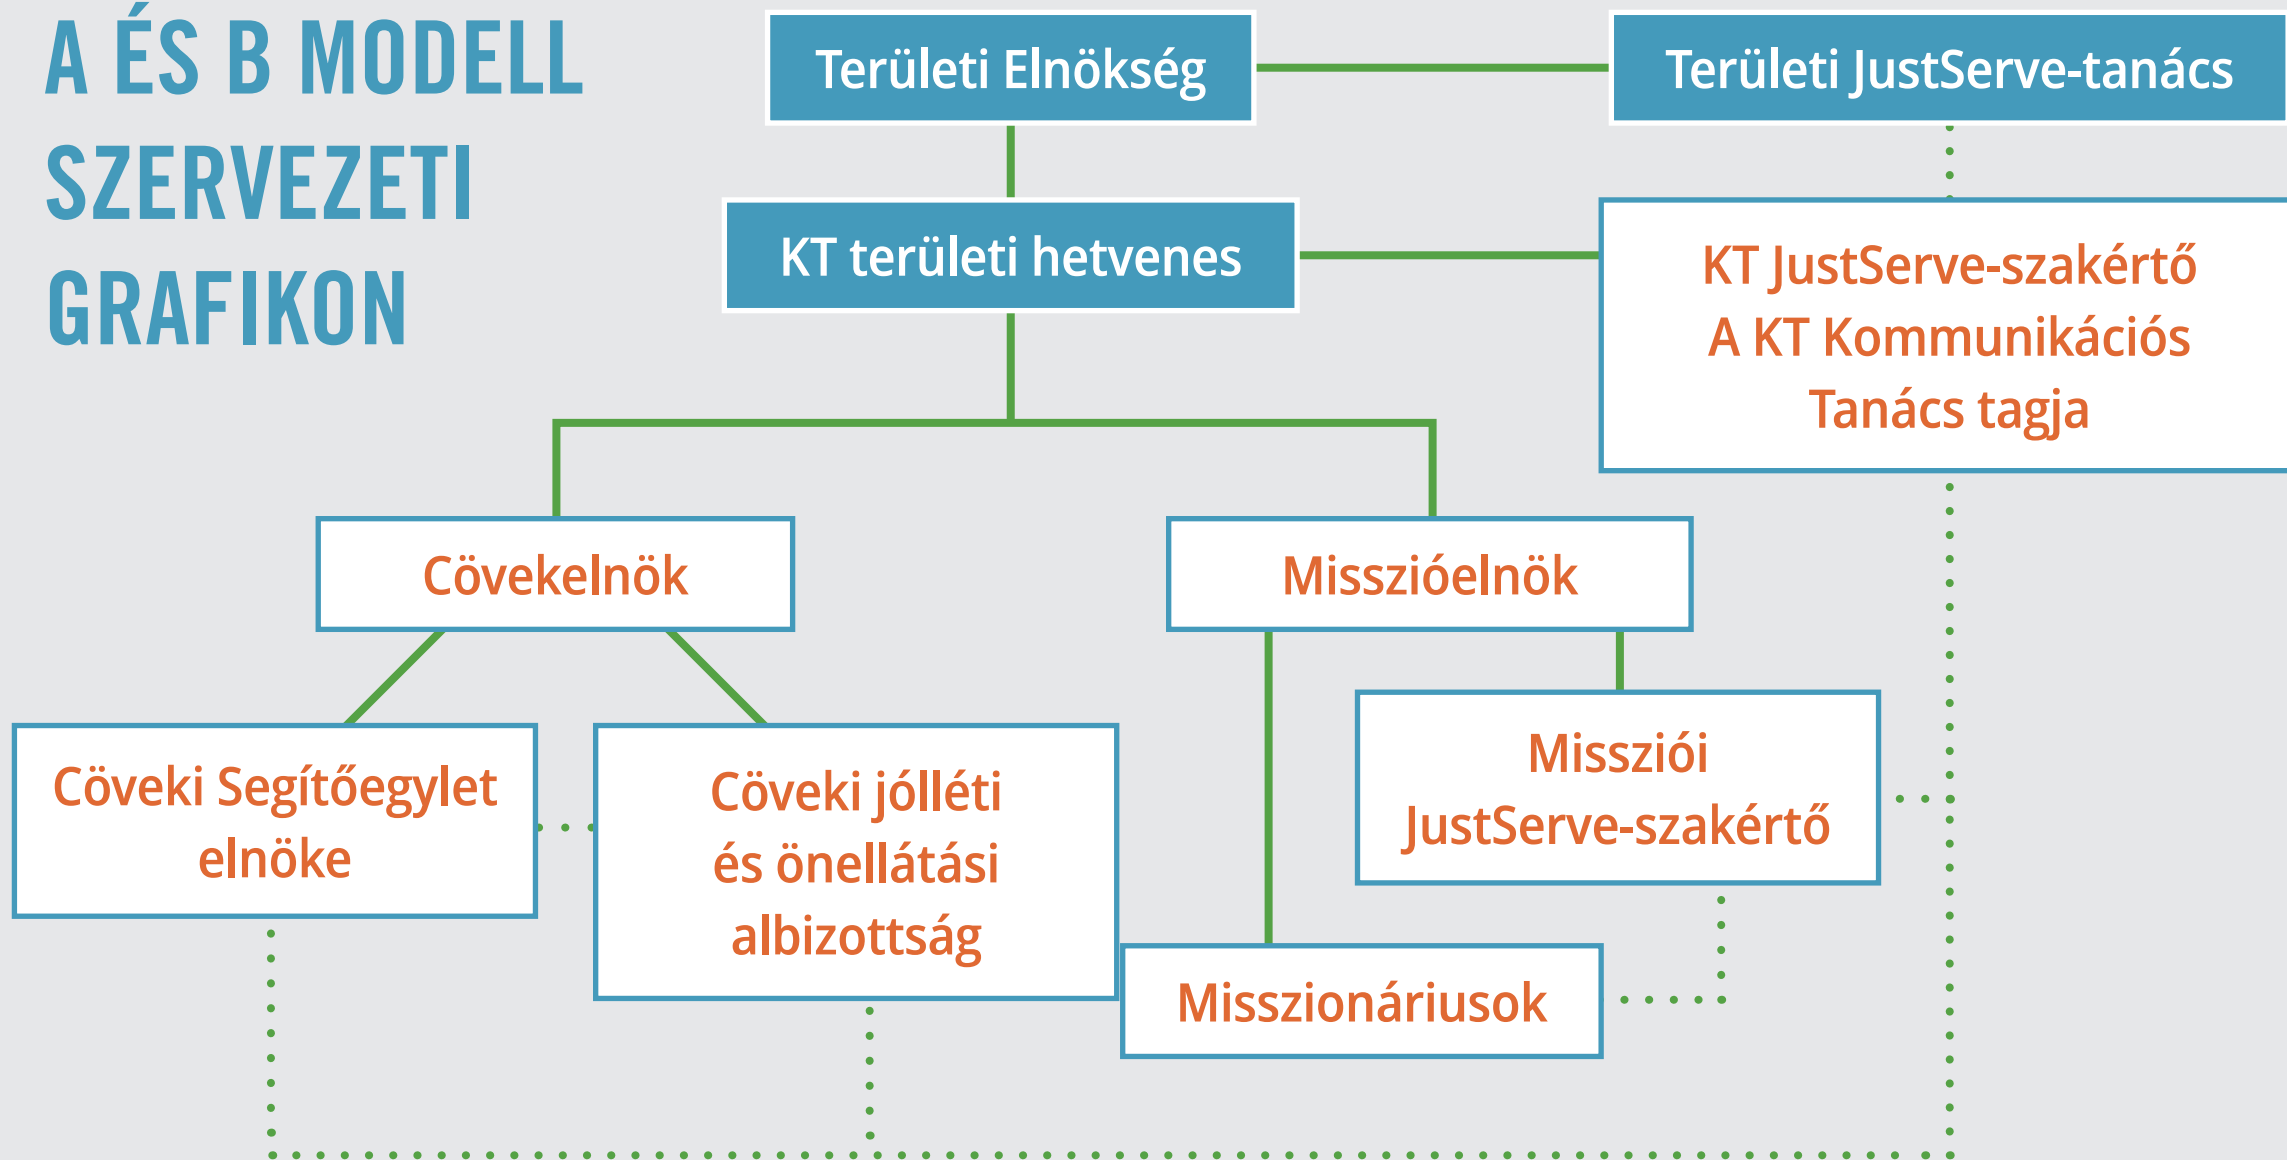 A ÉS B MODELL
SZERVEZETI
GRAFIKON
Területi Elnökség
Területi JustServe-tanács
KT területi hetvenes
KT JustServe-szakértő
A KT Kommunikációs
Tanács tagja
Cövekelnök
Misszióelnök
Cöveki Segítőegylet
elnöke
Cöveki jólléti
és önellátási
albizottság
Missziói
JustServe-szakértő
Misszionáriusok